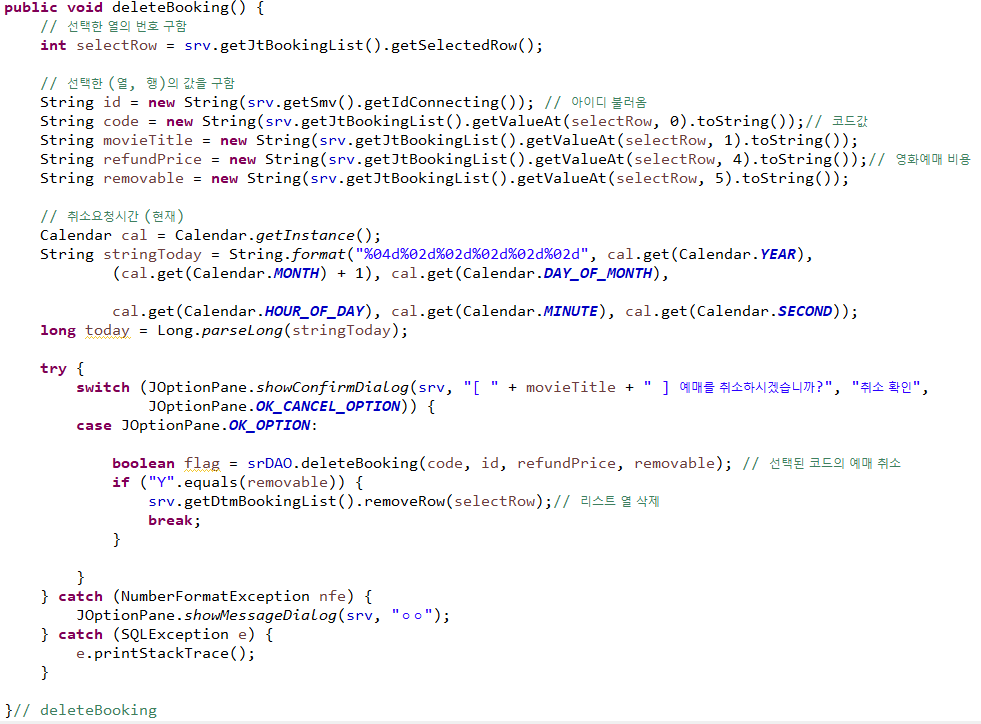 public void deleteBooking() {
    // 선택한 열의 번호 구함
    int selectRow = srv.getJtBookingList().getSelectedRow();

    // 선택한 (열, 행)의 값을 구함
    String id = new String(srv.getSmv().getIdConnecting()); // 아이디 불러옴
    String code = new String(srv.getJtBookingList().getValueAt(selectRow, 0).toString());// 코드값
    String movieTitle = new String(srv.getJtBookingList().getValueAt(selectRow, 1).toString());
    String refundPrice = new String(srv.getJtBookingList().getValueAt(selectRow, 4).toString());// 영화예매 비용
    String removable = new String(srv.getJtBookingList().getValueAt(selectRow, 5).toString());

    // 취소요청시간 (현재)
    Calendar cal = Calendar.getInstance();
    String stringToday = String.format("%04d%02d%02d%02d%02d%02d", cal.get(Calendar.YEAR),
            (cal.get(Calendar.MONTH) + 1), cal.get(Calendar.DAY_OF_MONTH),

            cal.get(Calendar.HOUR_OF_DAY), cal.get(Calendar.MINUTE), cal.get(Calendar.SECOND));
    long today = Long.parseLong(stringToday);

    try {
        switch (JOptionPane.showConfirmDialog(srv, "[ " + movieTitle + " ] 예매를 취소하시겠습니까?", "취소 확인",
                JOptionPane.OK_CANCEL_OPTION)) {
        case JOptionPane.OK_OPTION:

            boolean flag = srDAO.deleteBooking(code, id, refundPrice, removable); // 선택된 코드의 예매 취소
            if ("Y".equals(removable)) {
                srv.getDtmBookingList().removeRow(selectRow);// 리스트 열 삭제
                break;
            }

        }
    } catch (NumberFormatException nfe) {
        JOptionPane.showMessageDialog(srv, "ㅇㅇ");
    } catch (SQLException e) {
        e.printStackTrace();
    }

}// deleteBooking